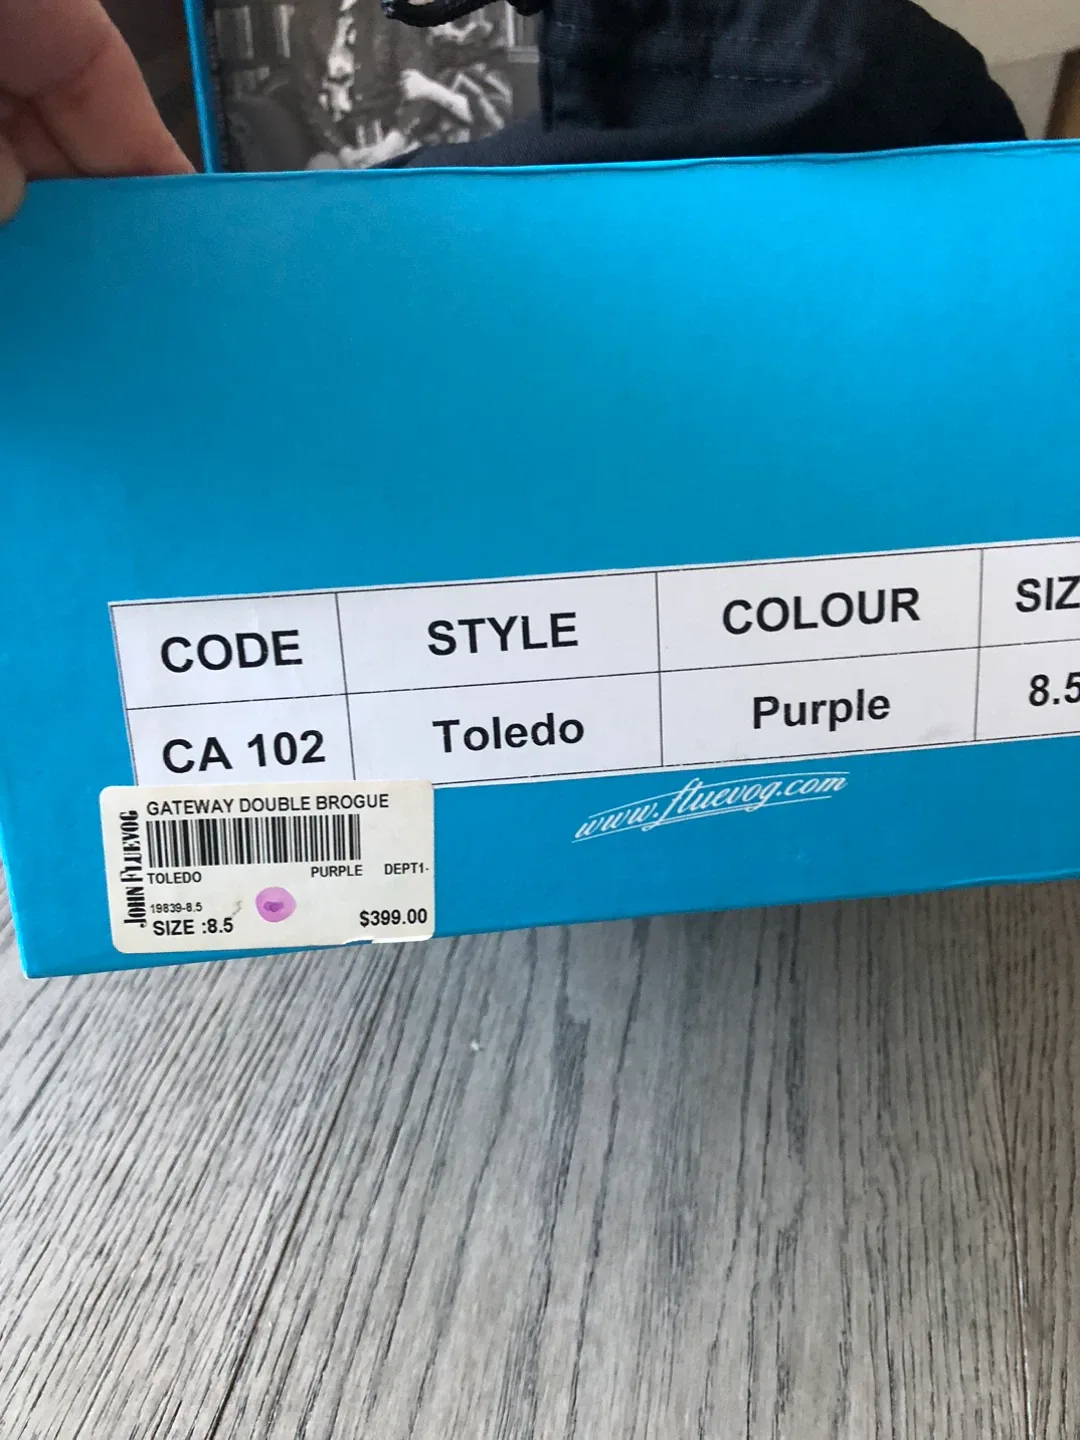 CODE STYLE COLOUR SIZ
CA 102 Toledo Purple 8.5
www.fluevog.com
JOHN FLUEVOG
GATEWAY DOUBLE BROGUE
TOLEDO PURPLE DEPT1-
19839-8.5
SIZE :8.5 $399.00